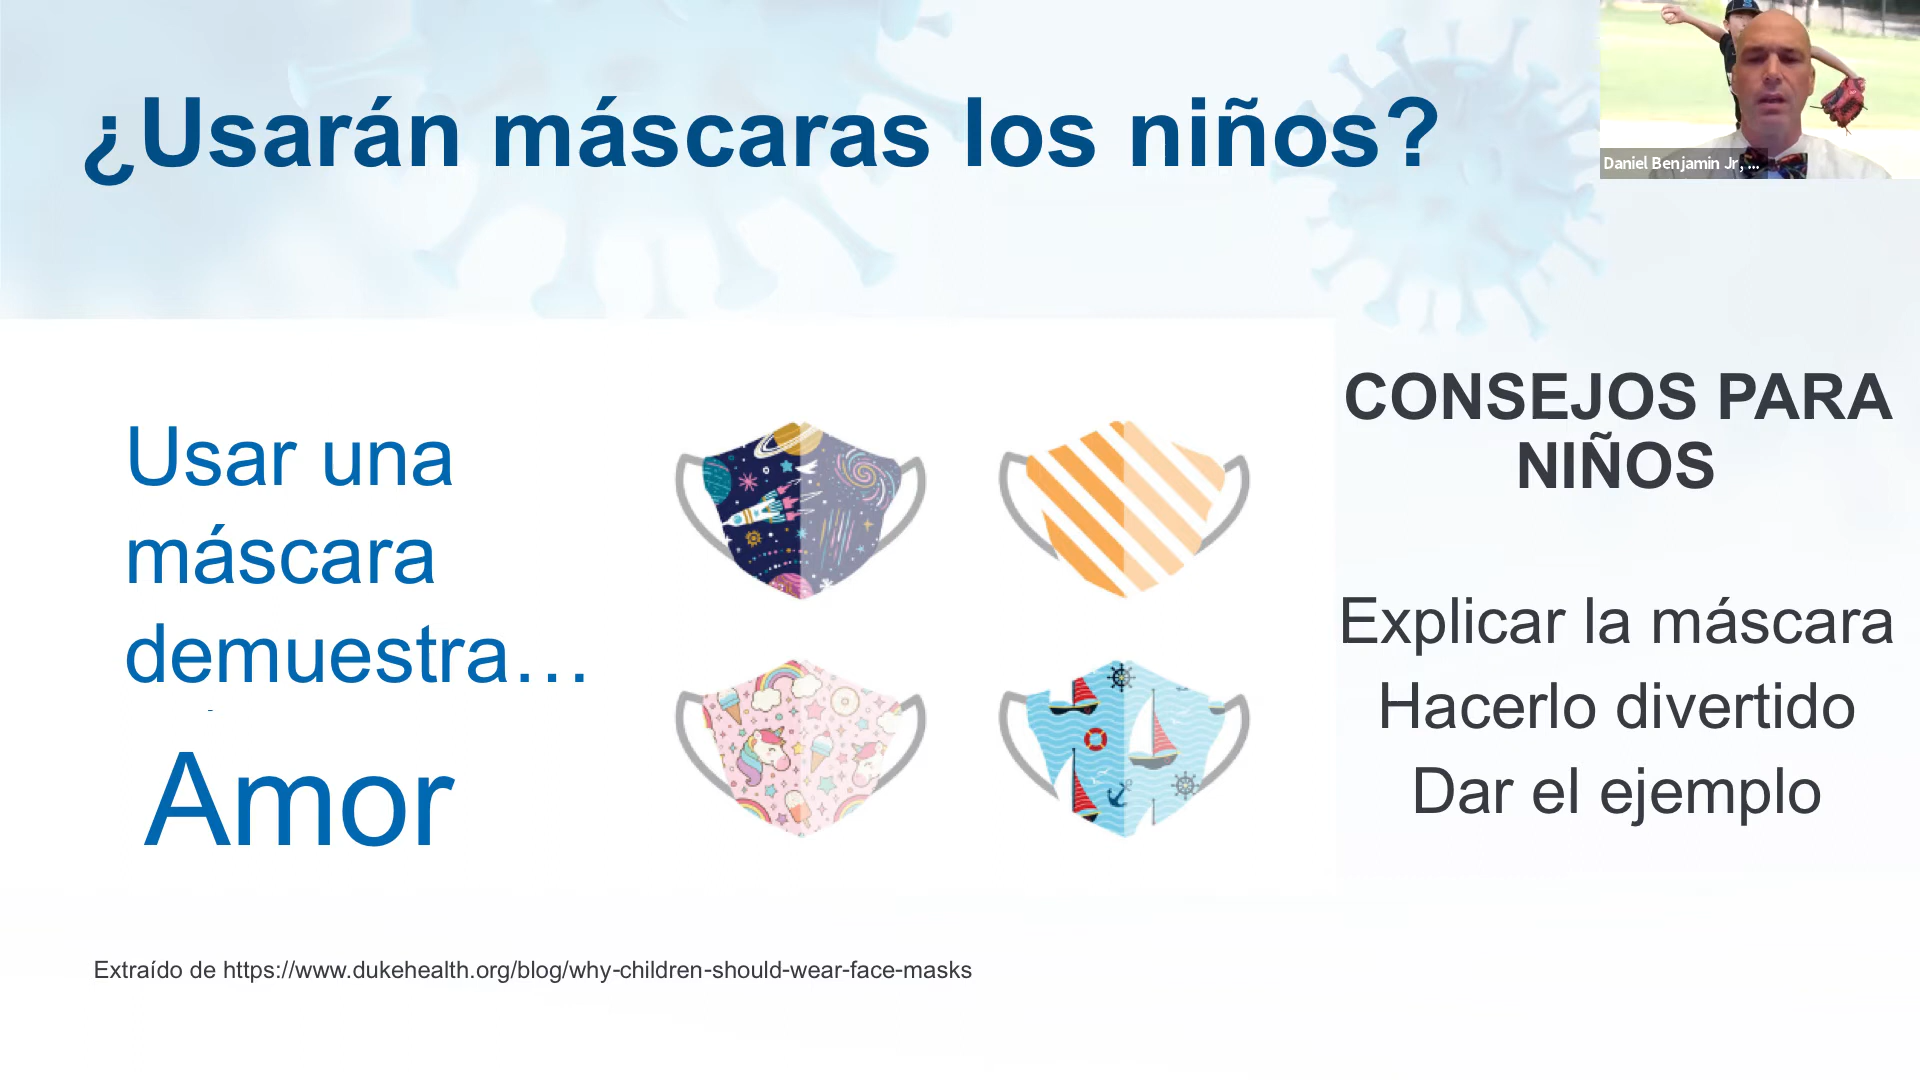 ¿Usarán máscaras los niños?
Daniel Benjamin Jr, ...
Usar una
máscara
demuestra…
Amor
CONSEJOS PARA
NIÑOS
Explicar la máscara
Hacerlo divertido
Dar el ejemplo
Extraído de https://www.dukehealth.org/blog/why-children-should-wear-face-masks